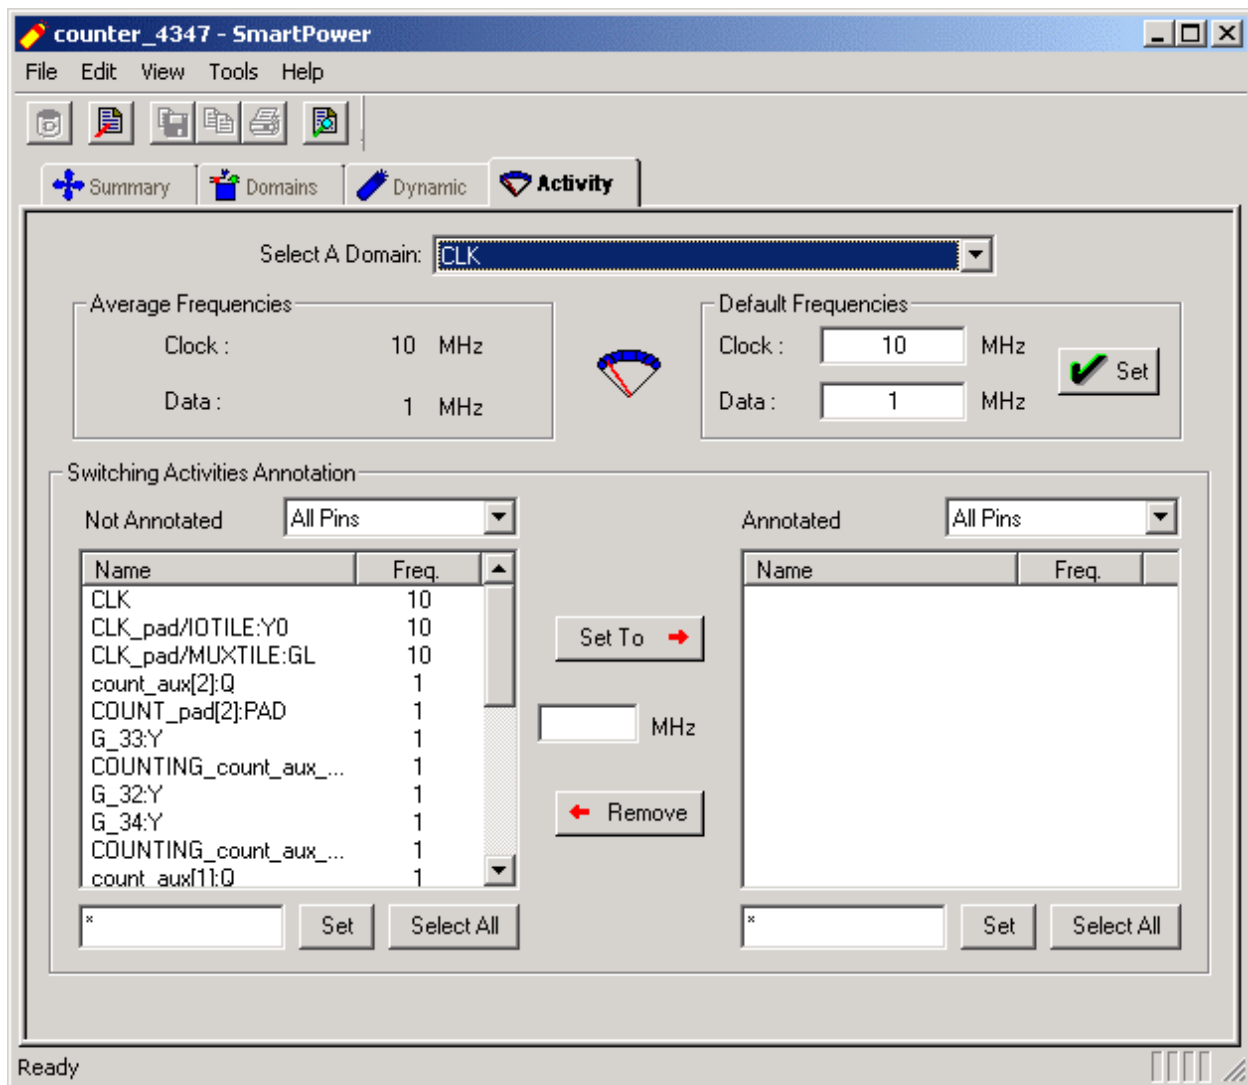 counter_4347 - SmartPower
File Edit View Tools Help
Summary Domains Dynamic Activity
Select A Domain: CLK
Average Frequencies
Clock : 10 MHz
Data : 1 MHz
Default Frequencies
Clock : 10 MHz
Data : 1 MHz
Set
Switching Activities Annotation
Not Annotated All Pins
Name Freq.
CLK 10
CLK_pad/IOTILE:Y0 10
CLK_pad/MUXTILE:GL 10
count_aux[2]:Q 1
COUNT_pad[2]:PAD 1
G_33:Y 1
COUNTING_count_aux_... 1
G_32:Y 1
G_34:Y 1
COUNTING_count_aux_... 1
count_aux[1]:Q 1
* Set Select All
Set To
MHz
Remove
Annotated All Pins
Name Freq.
* Set Select All
Ready